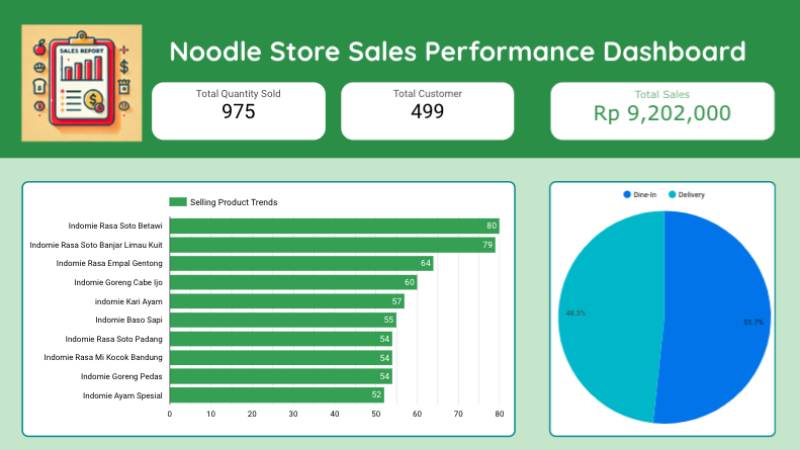 SALES REPORT
Noodle Store Sales Performance Dashboard
Total Quantity Sold
975
Total Customer
499
Total Sales
Rp 9,202,000
Selling Product Trends
Indomie Rasa Soto Betawi 80
Indomie Rasa Soto Banjar Limau Kuit 79
Indomie Rasa Empal Gentong 64
Indomie Goreng Cabe Ijo 60
indomie Kari Ayam 57
Indomie Baso Sapi 55
Indomie Rasa Soto Padang 54
Indomie Rasa Mi Kocok Bandung 54
Indomie Goreng Pedas 54
Indomie Ayam Spesial 52
0 10 20 30 40 50 60 70 80
Dine-In Delivery
48.3%
51.7%